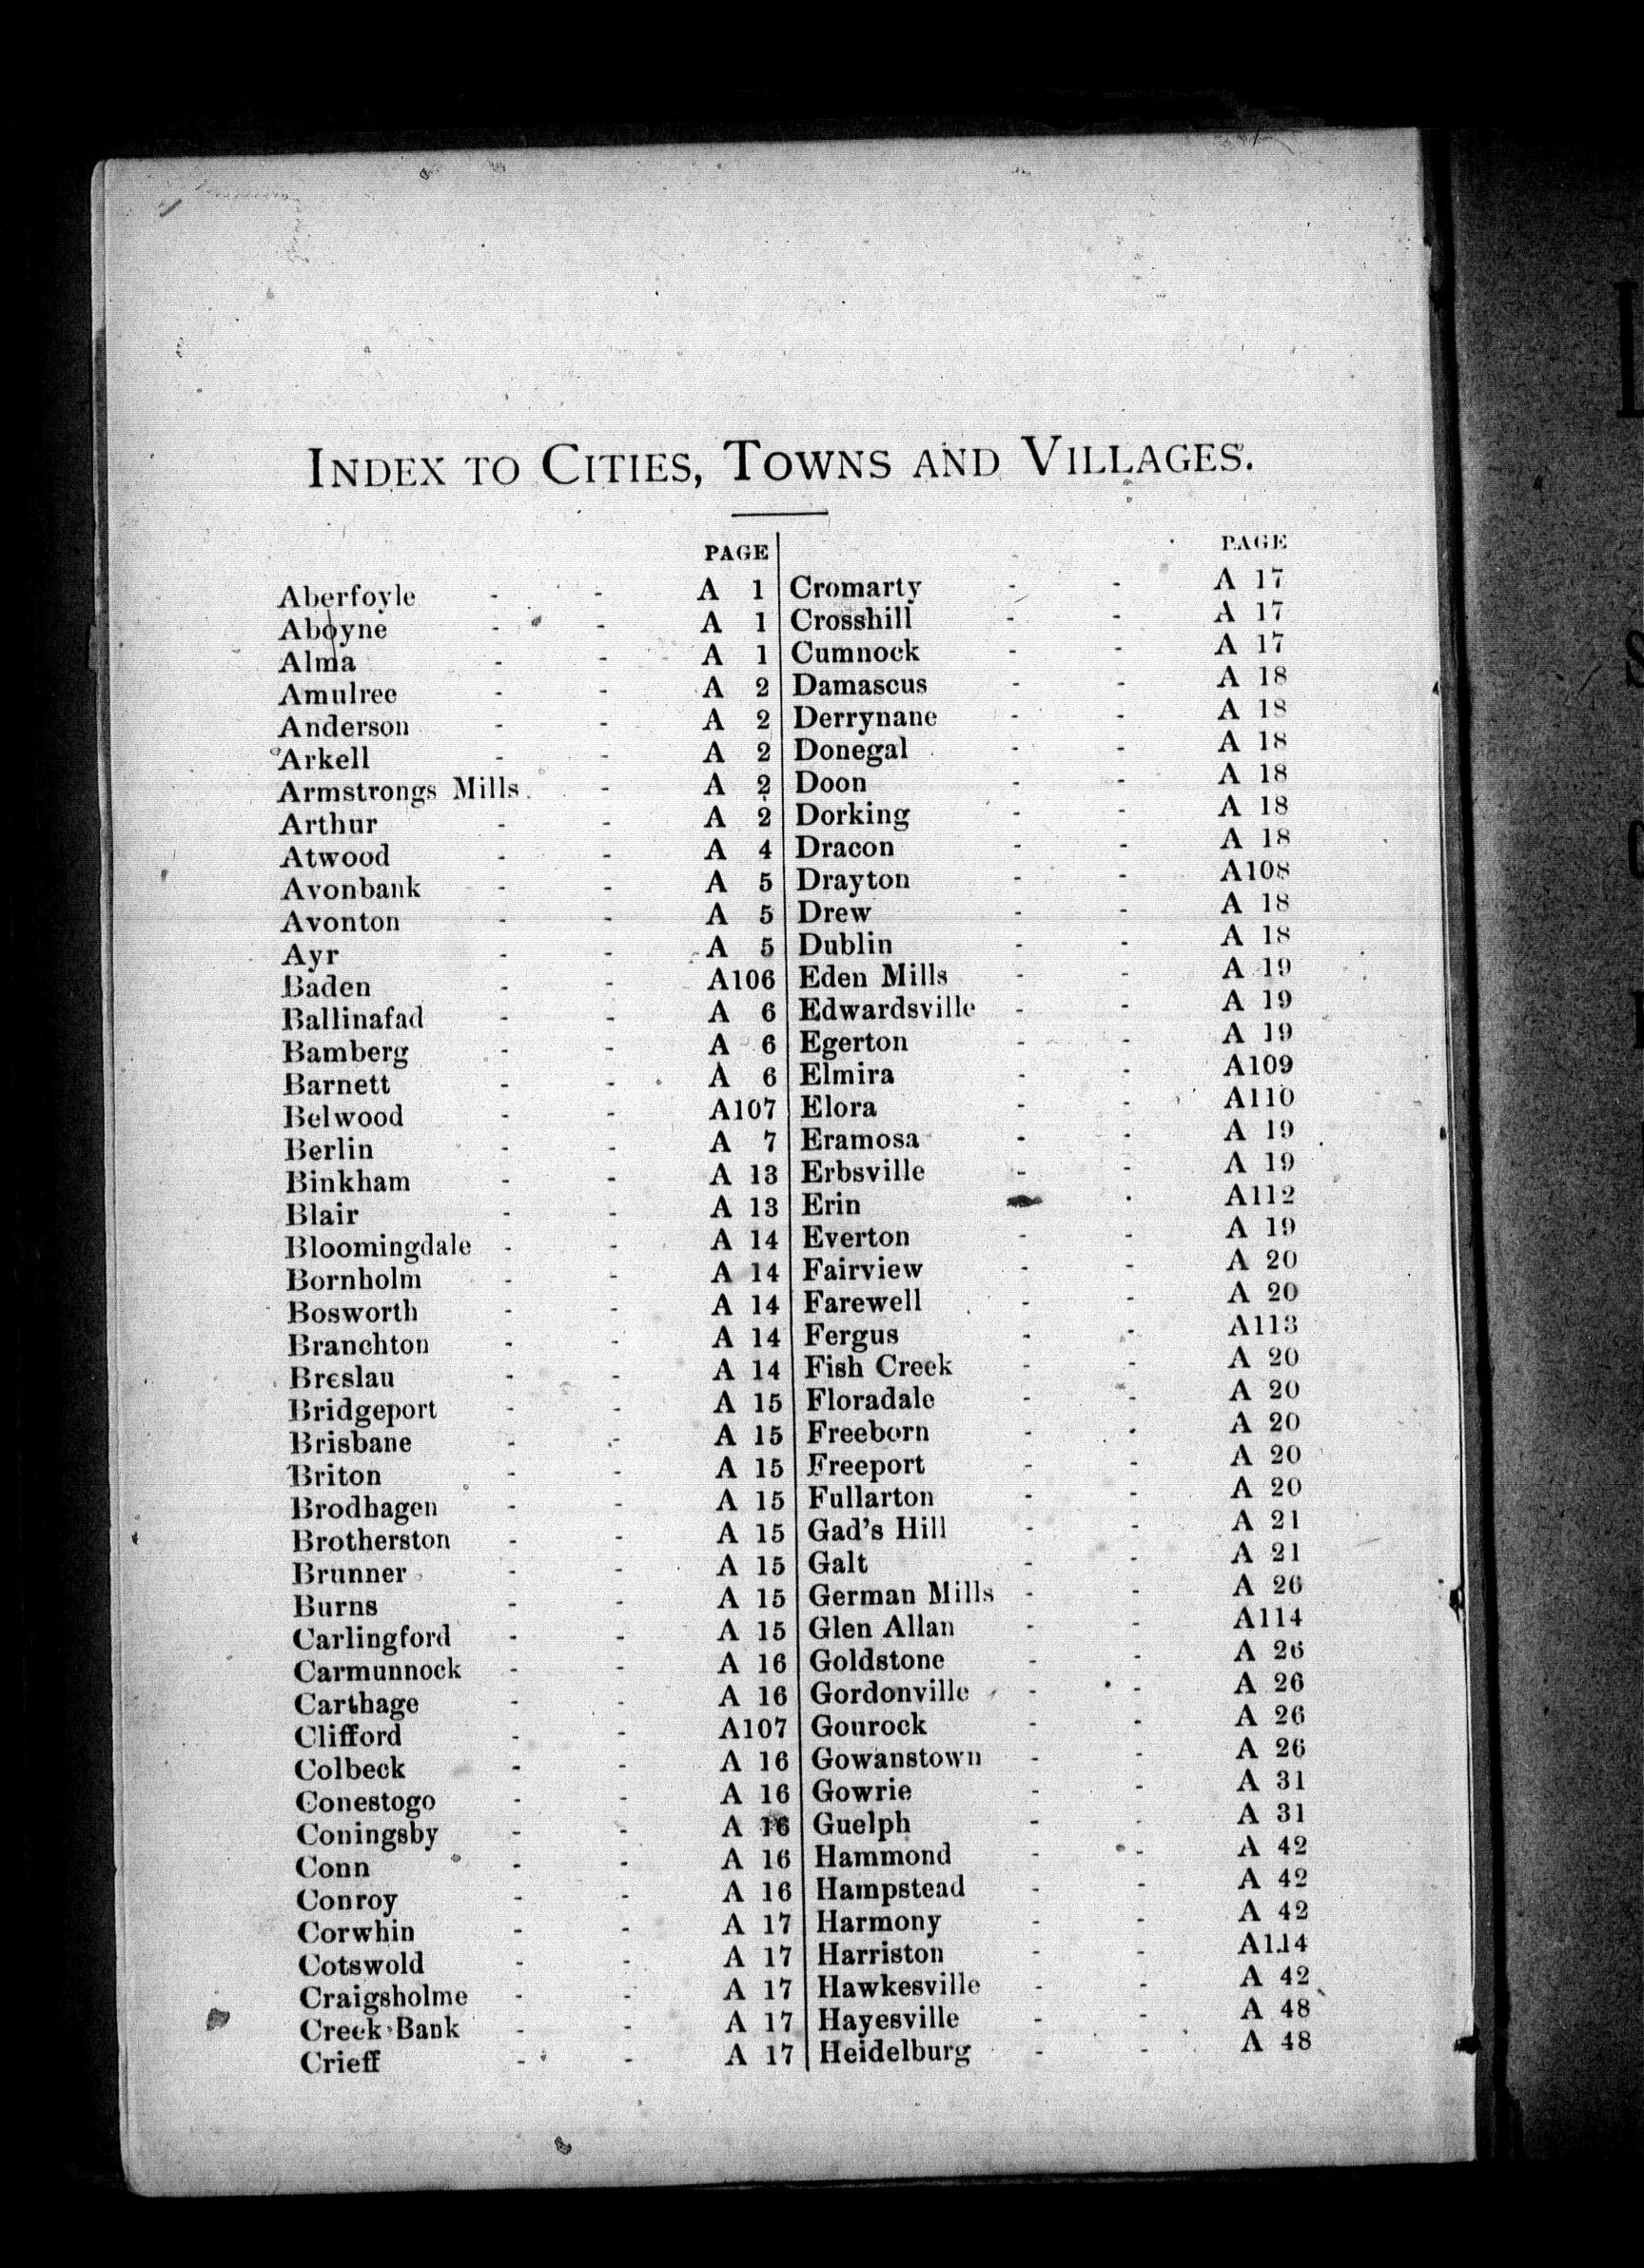 INDEX TO CITIES, TOWNS AND VILLAGES.
PAGE
Aberfoyle - - A 1
Aboyne - - A 1
Alma - - A 1
Amulree - - A 2
Anderson - - A 2
Arkell - - A 2
Armstrongs Mills - A 2
Arthur - - A 2
Atwood - - A 4
Avonbank - - A 5
Avonton - - A 5
Ayr - - A 5
Baden - - A106
Ballinafad - - A 6
Bamberg - - A 6
Barnett - - A 6
Belwood - - A107
Berlin - - A 7
Binkham - - A 13
Blair - - A 13
Bloomingdale - - A 14
Bornholm - - A 14
Bosworth - - A 14
Branchton - - A 14
Breslau - - A 14
Bridgeport - - A 15
Brisbane - - A 15
Briton - - A 15
Brodhagen - - A 15
Brotherston - - A 15
Brunner - - A 15
Burns - - A 15
Carlingford - - A 15
Carmunnock - - A 16
Carthage - - A 16
Clifford - - A107
Colbeck - - A 16
Conestogo - - A 16
Coningsby - - A 16
Conn - - A 16
Conroy - - A 16
Corwhin - - A 17
Cotswold - - A 17
Craigsholme - - A 17
Creek Bank - - A 17
Crieff - - A 17
PAGE
Cromarty - - A 17
Crosshill - - A 17
Cumnock - - A 17
Damascus - - A 18
Derrynane - - A 18
Donegal - - A 18
Doon - - A 18
Dorking - - A 18
Dracon - - A 18
Drayton - - A108
Drew - - A 18
Dublin - - A 18
Eden Mills - - A 19
Edwardsville - - A 19
Egerton - - A 19
Elmira - - A109
Elora - - A110
Eramosa - - A 19
Erbsville - - A 19
Erin - - A112
Everton - - A 19
Fairview - - A 20
Farewell - - A 20
Fergus - - A113
Fish Creek - - A 20
Floradale - - A 20
Freeborn - - A 20
Freeport - - A 20
Fullarton - - A 20
Gad's Hill - - A 21
Galt - - A 21
German Mills - - A 26
Glen Allan - - A114
Goldstone - - A 26
Gordonville - - A 26
Gourock - - A 26
Gowanstown - - A 26
Gowrie - - A 31
Guelph - - A 31
Hammond - - A 42
Hampstead - - A 42
Harmony - - A 42
Harriston - - A114
Hawkesville - - A 42
Hayesville - - A 48
Heidelburg - - A 48